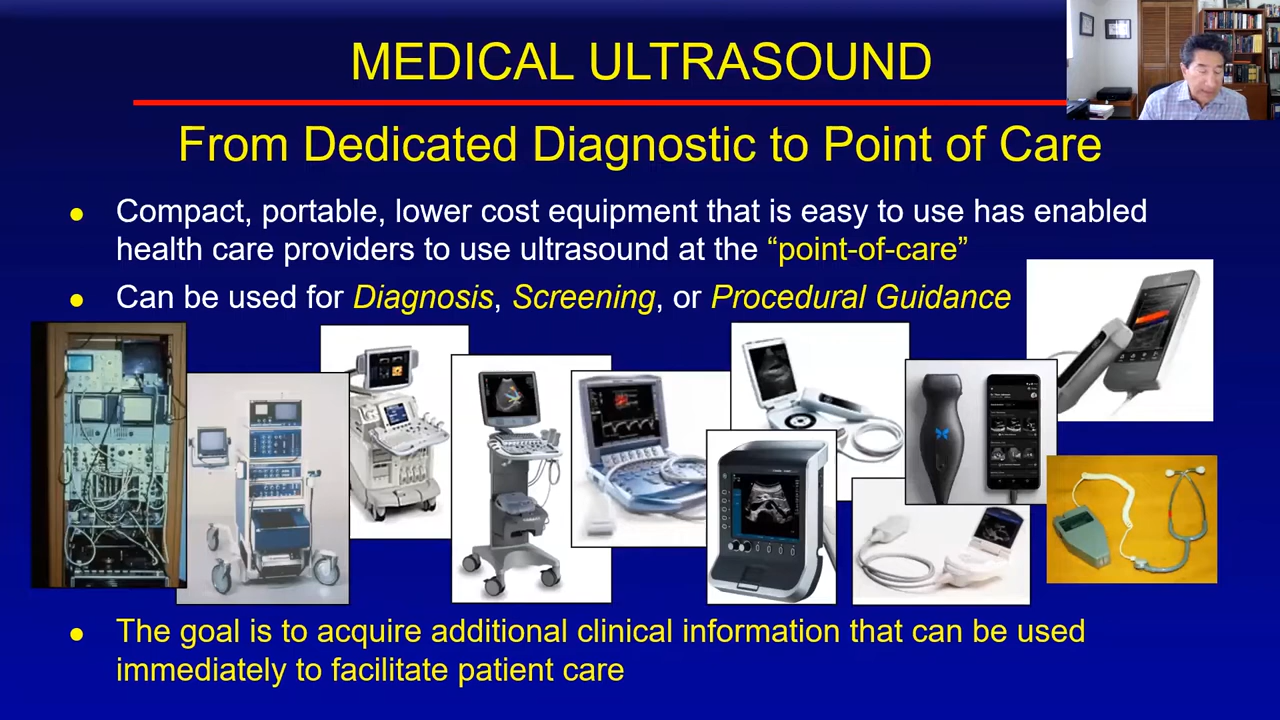 MEDICAL ULTRASOUND
From Dedicated Diagnostic to Point of Care
Compact, portable, lower cost equipment that is easy to use has enabled
health care providers to use ultrasound at the “point-of-care”
Can be used for Diagnosis, Screening, or Procedural Guidance
The goal is to acquire additional clinical information that can be used
immediately to facilitate patient care